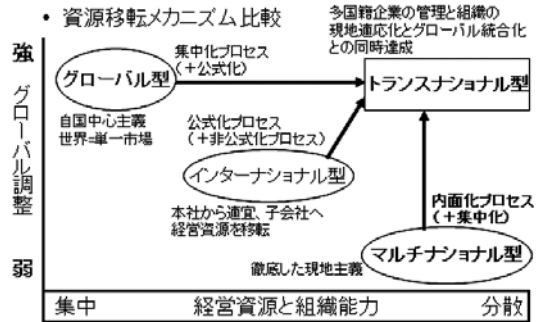 • 資源移転メカニズム比較
多国籍企業の管理と組織の
現地適応化とグローバル統合化
との同時達成
強
グローバル調整
弱
集中化プロセス
(+公式化)
グローバル型
トランスナショナル型
自国中心主義
世界=単一市場
公式化プロセス
(+非公式化プロセス)
インターナショナル型
本社から適宜、子会社へ
経営資源を移転
内面化プロセス
(+集中化)
マルチナショナル型
徹底した現地主義
集中 経営資源と組織能力 分散